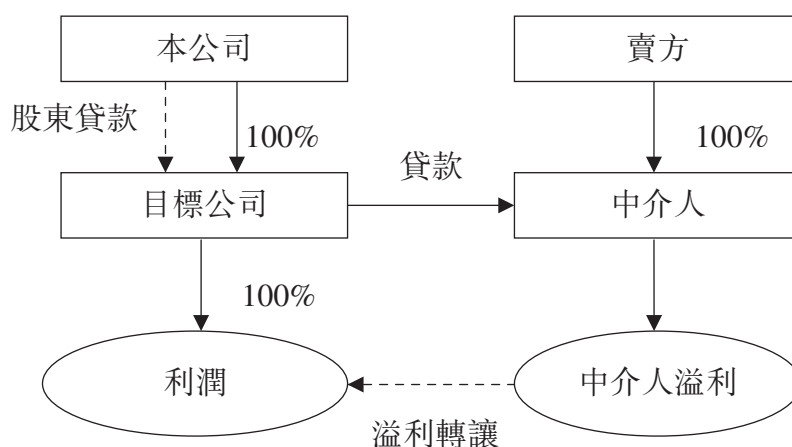 本公司
賣方
股東貸款
100%
100%
貸款
目標公司
中介人
100%
利潤
中介人溢利
溢利轉讓